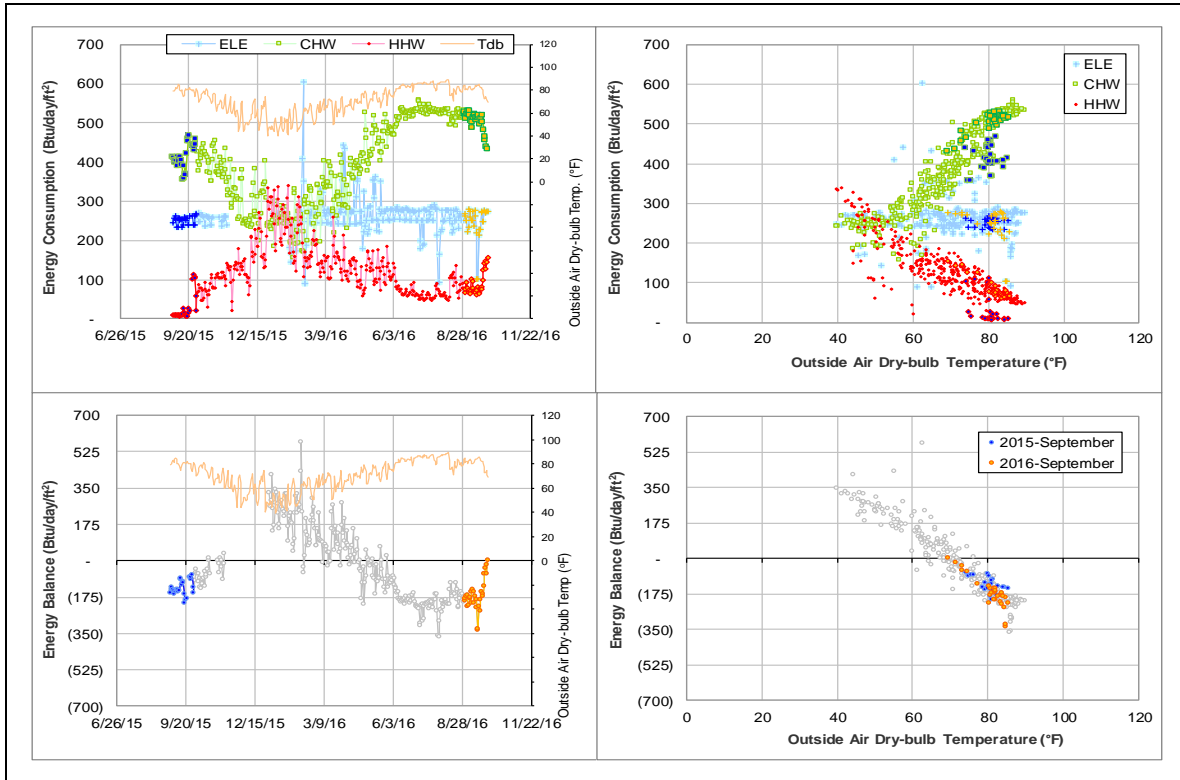 ELE CHW HHW Tdb
Energy Consumption (Btu/day/ft²)
700
600
500
400
300
200
100
-
120
100
80
60
40
20
0
Outside Air Dry-bulb Temperature (°F)
6/26/15 9/20/15 12/15/15 3/9/16 6/3/16 8/28/16 11/22/16
Energy Consumption (Btu/day/ft²)
700
600
500
400
300
200
100
-
ELE
CHW
HHW
0 20 40 60 80 100 120
Outside Air Dry-bulb Temperature (°F)
Energy Balance (Btu/day/ft²)
700
525
350
175
-
(175)
(350)
(525)
(700)
120
100
80
60
40
20
0
Outside Air Dry-bulb Temp (°F)
6/26/15 9/20/15 12/15/15 3/9/16 6/3/16 8/28/16 11/22/16
Energy Balance (Btu/day/ft²)
700
525
350
175
-
(175)
(350)
(525)
(700)
2015-September
2016-September
0 20 40 60 80 100 120
Outside Air Dry-bulb Temperature (°F)